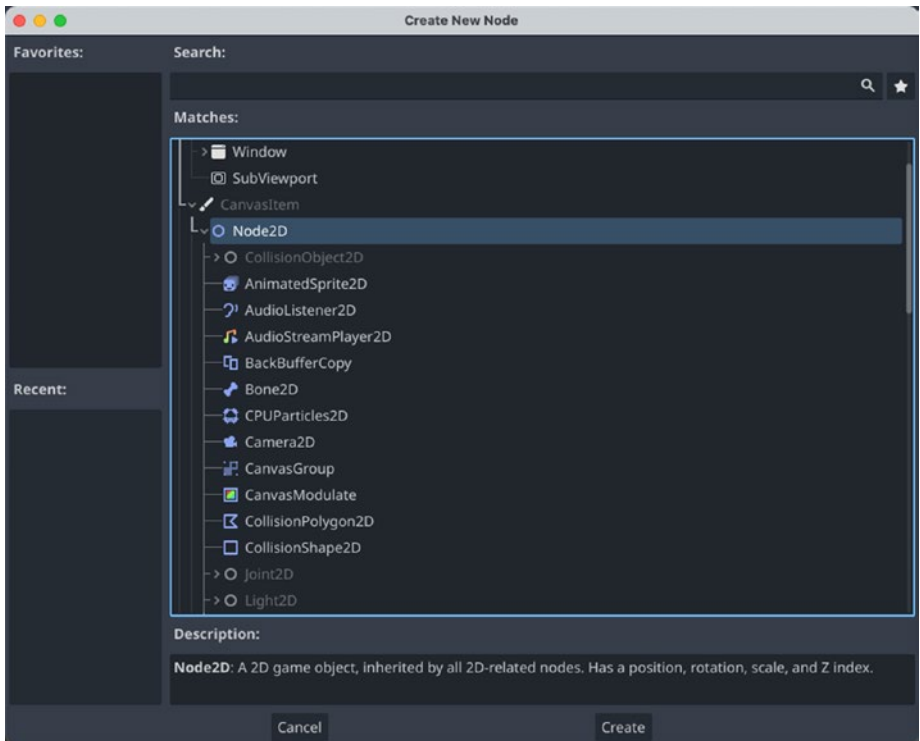 Create New Node
Favorites:
Search:
Matches:
Window
SubViewport
CanvasItem
Node2D
CollisionObject2D
AnimatedSprite2D
AudioListener2D
AudioStreamPlayer2D
BackBufferCopy
Recent:
Bone2D
CPUParticles2D
Camera2D
CanvasGroup
CanvasModulate
CollisionPolygon2D
CollisionShape2D
Joint2D
Light2D
Description:
Node2D: A 2D game object, inherited by all 2D-related nodes. Has a position, rotation, scale, and Z index.
Cancel
Create